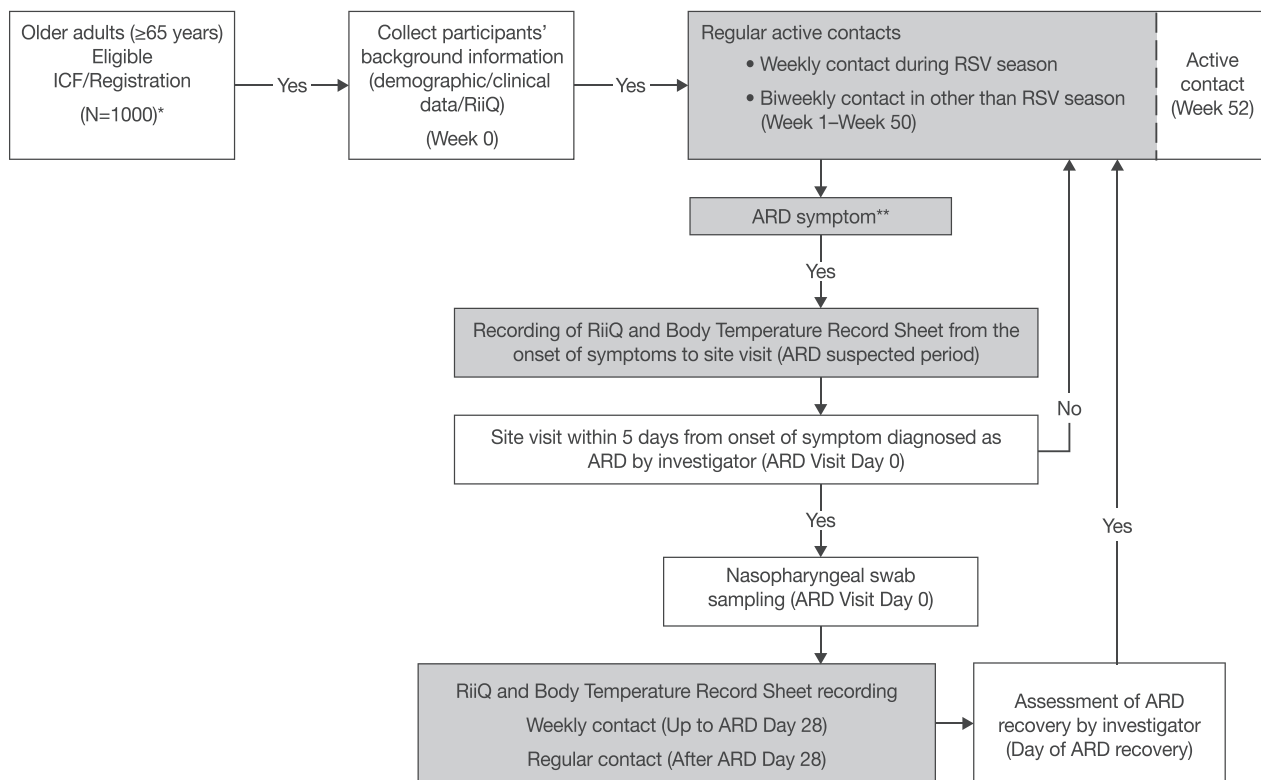 Older adults (≥65 years)
Eligible
ICF/Registration
(N=1000)*
Yes
Collect participants’
background information
(demographic/clinical
data/RiiQ)
(Week 0)
Yes
Regular active contacts
• Weekly contact during RSV season
• Biweekly contact in other than RSV season
(Week 1–Week 50)
Active
contact
(Week 52)
ARD symptom**
Yes
Recording of RiiQ and Body Temperature Record Sheet from the
onset of symptoms to site visit (ARD suspected period)
Site visit within 5 days from onset of symptom diagnosed as
ARD by investigator (ARD Visit Day 0)
No
Yes
Nasopharyngeal swab
sampling (ARD Visit Day 0)
RiiQ and Body Temperature Record Sheet recording
Weekly contact (Up to ARD Day 28)
Regular contact (After ARD Day 28)
Assessment of ARD
recovery by investigator
(Day of ARD recovery)
Yes